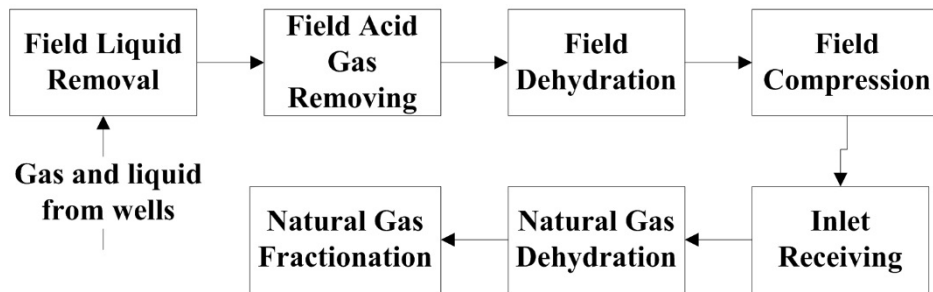 Field Liquid
Removal
Field Acid
Gas
Removing
Field
Dehydration
Field
Compression
Gas and liquid
from wells
Natural Gas
Fractionation
Natural Gas
Dehydration
Inlet
Receiving